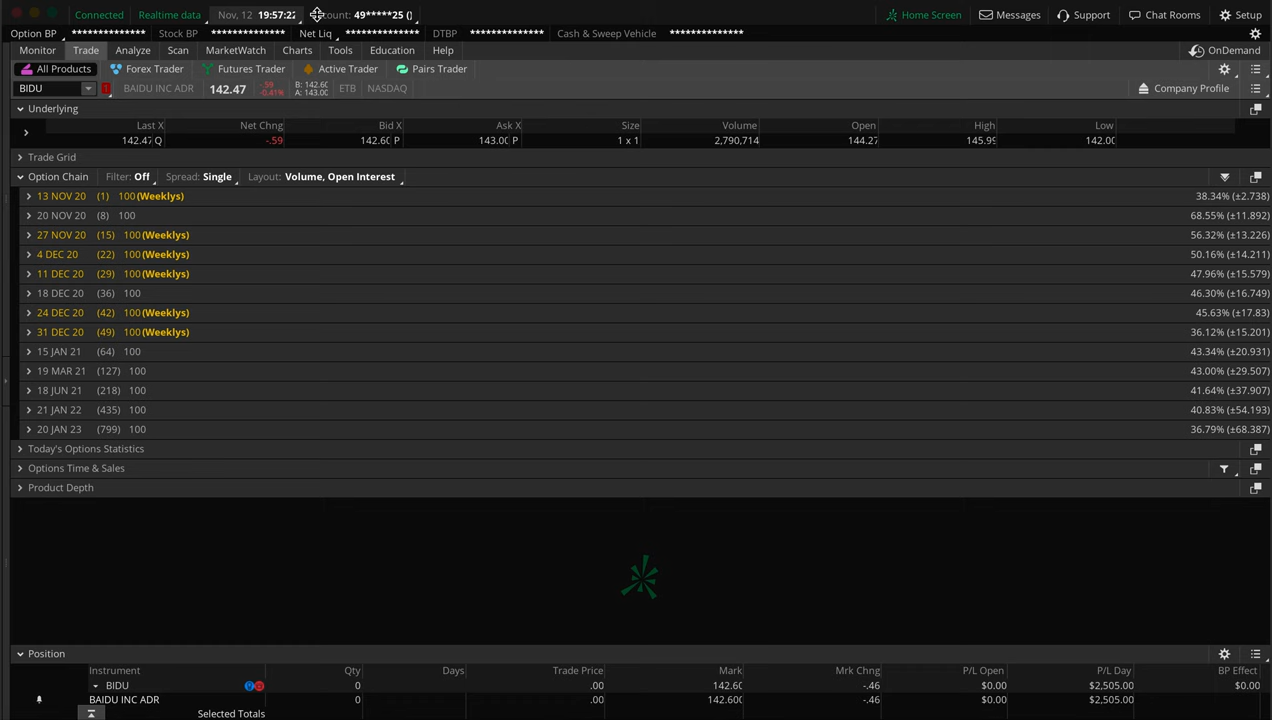 Connected Realtime data Nov, 12 19:57:22 count: 49*****25 () Home Screen Messages Support Chat Rooms Setup
Option BP ************** Stock BP ************** Net Liq ************** DTBP ************** Cash & Sweep Vehicle **************
Monitor Trade Analyze Scan MarketWatch Charts Tools Education Help OnDemand
All Products Forex Trader Futures Trader Active Trader Pairs Trader
BIDU 1 BAIDU INC ADR 142.47 -.59 -0.41% B: 142.60 A: 143.00 ETB NASDAQ Company Profile
Underlying
Last X Net Chng Bid X Ask X Size Volume Open High Low
142.47 Q -.59 142.60 P 143.00 P 1 x 1 2,790,714 144.27 145.99 142.00
Trade Grid
Option Chain Filter: Off Spread: Single Layout: Volume, Open Interest
13 NOV 20 (1) 100 (Weeklys) 38.34% (±2.738)
20 NOV 20 (8) 100 68.55% (±11.892)
27 NOV 20 (15) 100 (Weeklys) 56.32% (±13.226)
4 DEC 20 (22) 100 (Weeklys) 50.16% (±14.211)
11 DEC 20 (29) 100 (Weeklys) 47.96% (±15.579)
18 DEC 20 (36) 100 46.30% (±16.749)
24 DEC 20 (42) 100 (Weeklys) 45.63% (±17.83)
31 DEC 20 (49) 100 (Weeklys) 36.12% (±15.201)
15 JAN 21 (64) 100 43.34% (±20.931)
19 MAR 21 (127) 100 43.00% (±29.507)
18 JUN 21 (218) 100 41.64% (±37.907)
21 JAN 22 (435) 100 40.83% (±54.193)
20 JAN 23 (799) 100 36.79% (±68.387)
Today's Options Statistics
Options Time & Sales
Product Depth
Position
Instrument Qty Days Trade Price Mark Mrk Chng P/L Open P/L Day BP Effect
BIDU 0 .00 142.60 -.46 $0.00 $2,505.00 $0.00
BAIDU INC ADR 0 .00 142.600 -.46 $0.00 $2,505.00
Selected Totals